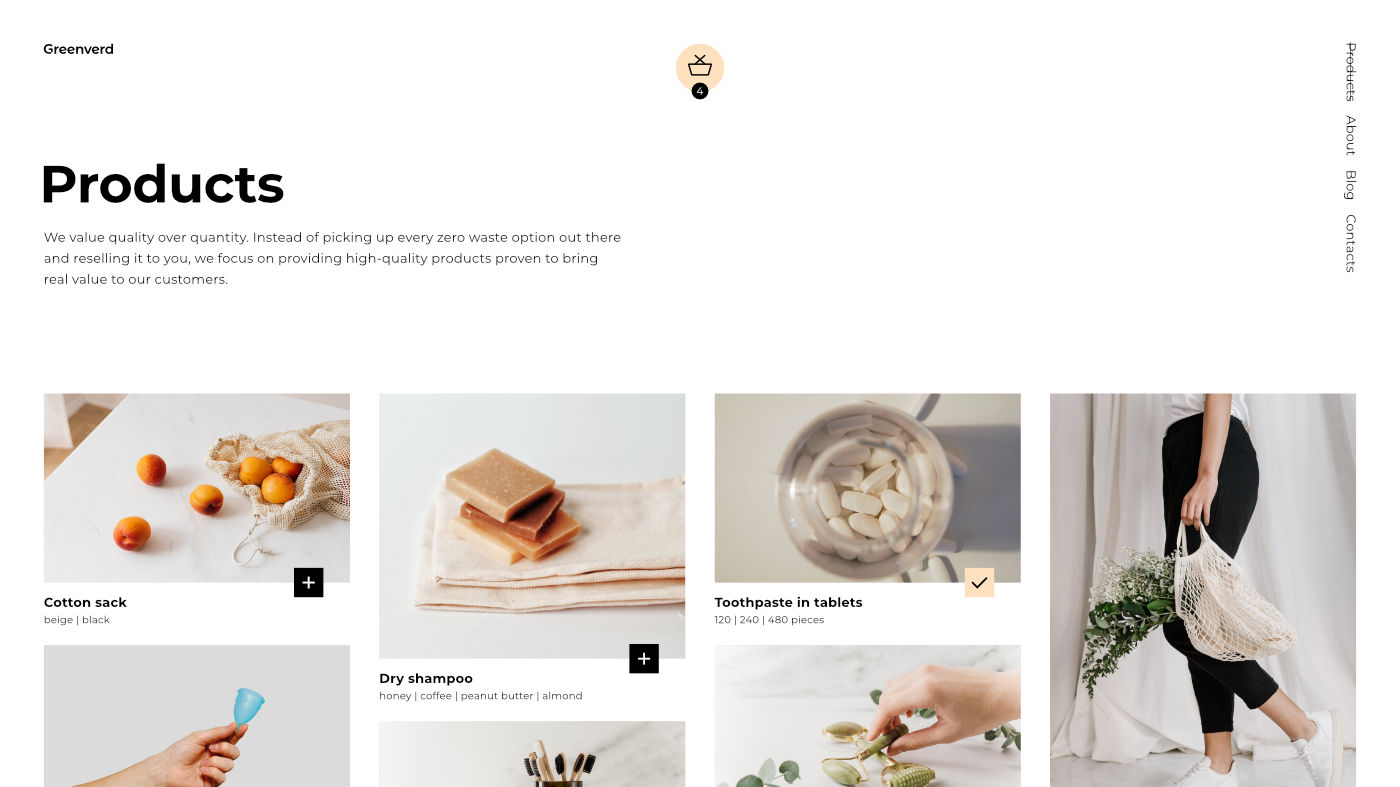 Greenverd
4
Products
About
Blog
Contacts
Products
We value quality over quantity. Instead of picking up every zero waste option out there
and reselling it to you, we focus on providing high-quality products proven to bring
real value to our customers.
Cotton sack
beige | black
Dry shampoo
honey | coffee | peanut butter | almond
Toothpaste in tablets
120 | 240 | 480 pieces